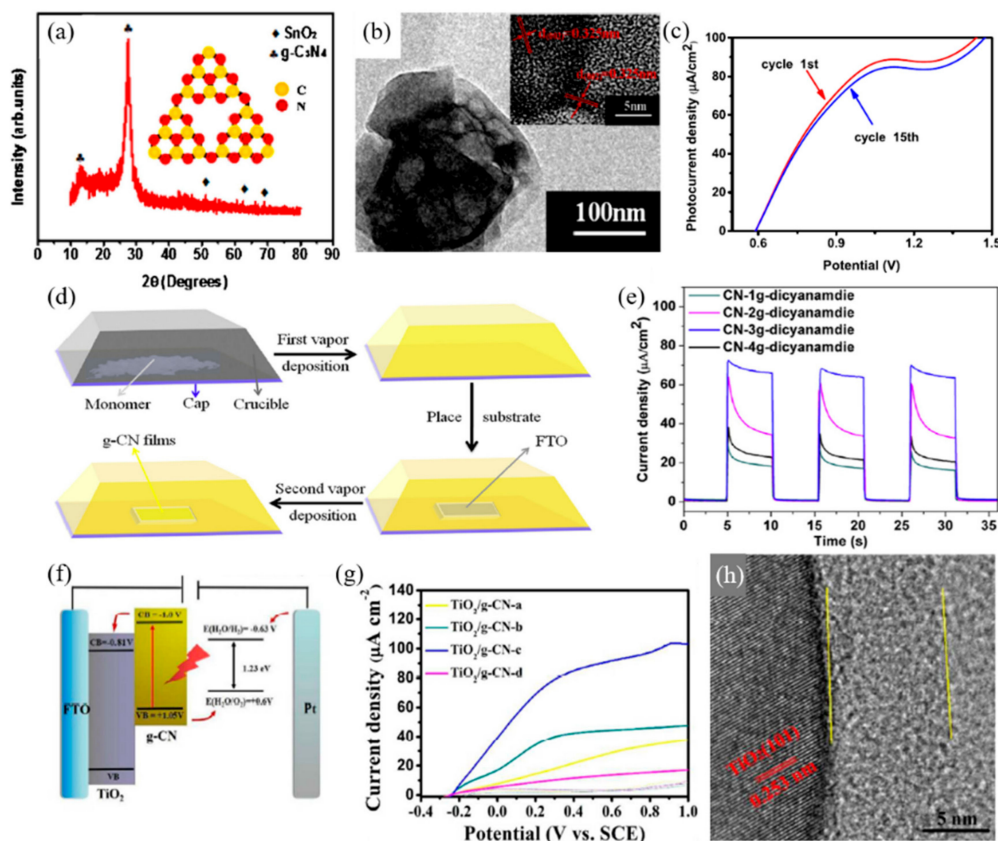 (a)
SnO2
g-C3N4
C
N
Intensity (arb.units)
0 10 20 30 40 50 60 70 80 90
2θ (Degrees)
(b)
5nm
100nm
(c)
100
80
60
40
20
0
Photocurrent density (µA/cm²)
cycle 1st
cycle 15th
0.6 0.9 1.2 1.5
Potential (V)
(d)
First vapor
deposition
Monomer
Cap
Crucible
Place substrate
g-CN films
FTO
Second vapor
deposition
(e)
100
80
60
40
20
0
Current density (µA/cm²)
CN-1g-dicyanamdie
CN-2g-dicyanamdie
CN-3g-dicyanamdie
CN-4g-dicyanamdie
0 5 10 15 20 25 30 35
Time (s)
(f)
FTO
CB=-0.81V
VB
TiO2
CB = -1.0 V
VB = +1.05V
g-CN
E(H2O/H2)= -0.63 V
1.23 eV
E(H2O/O2)=+0.6V
Pt
(g)
140
120
100
80
60
40
20
0
Current density (µA cm-2)
TiO2/g-CN-a
TiO2/g-CN-b
TiO2/g-CN-c
TiO2/g-CN-d
-0.4 -0.2 0.0 0.2 0.4 0.6 0.8 1.0
Potential (V vs. SCE)
(h)
TiO2(101)
0.253 nm
5 nm